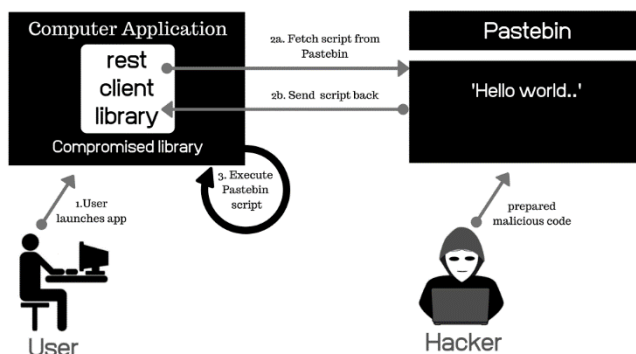 Computer Application
rest
client
library
Compromised library
2a. Fetch script from
Pastebin
2b. Send  script back
Pastebin
'Hello world..'
3. Execute
Pastebin
script
1.User
launches app
prepared
malicious code
User
Hacker